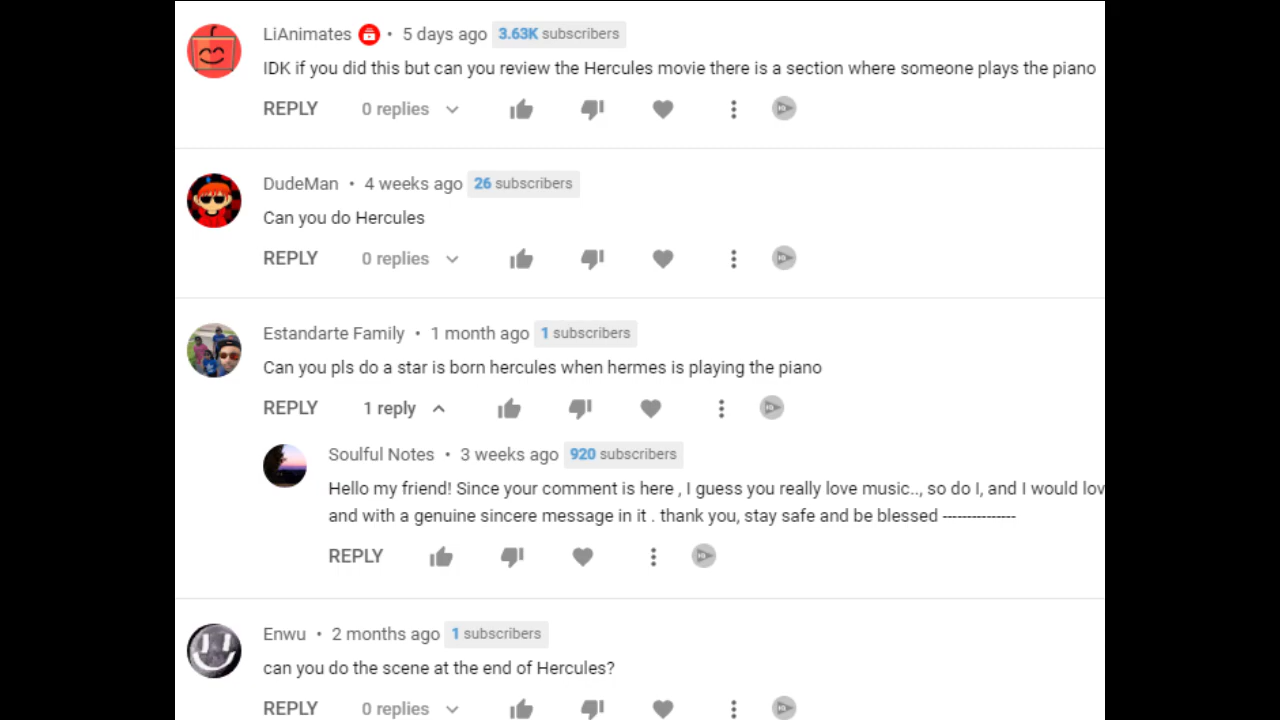 LiAnimates • 5 days ago 3.63K subscribers
IDK if you did this but can you review the Hercules movie there is a section where someone plays the piano
REPLY 0 replies
DudeMan • 4 weeks ago 26 subscribers
Can you do Hercules
REPLY 0 replies
Estandarte Family • 1 month ago 1 subscribers
Can you pls do a star is born hercules when hermes is playing the piano
REPLY 1 reply
Soulful Notes • 3 weeks ago 920 subscribers
Hello my friend! Since your comment is here , I guess you really love music.., so do I, and I would lov
and with a genuine sincere message in it . thank you, stay safe and be blessed ---------------
REPLY
Enwu • 2 months ago 1 subscribers
can you do the scene at the end of Hercules?
REPLY 0 replies